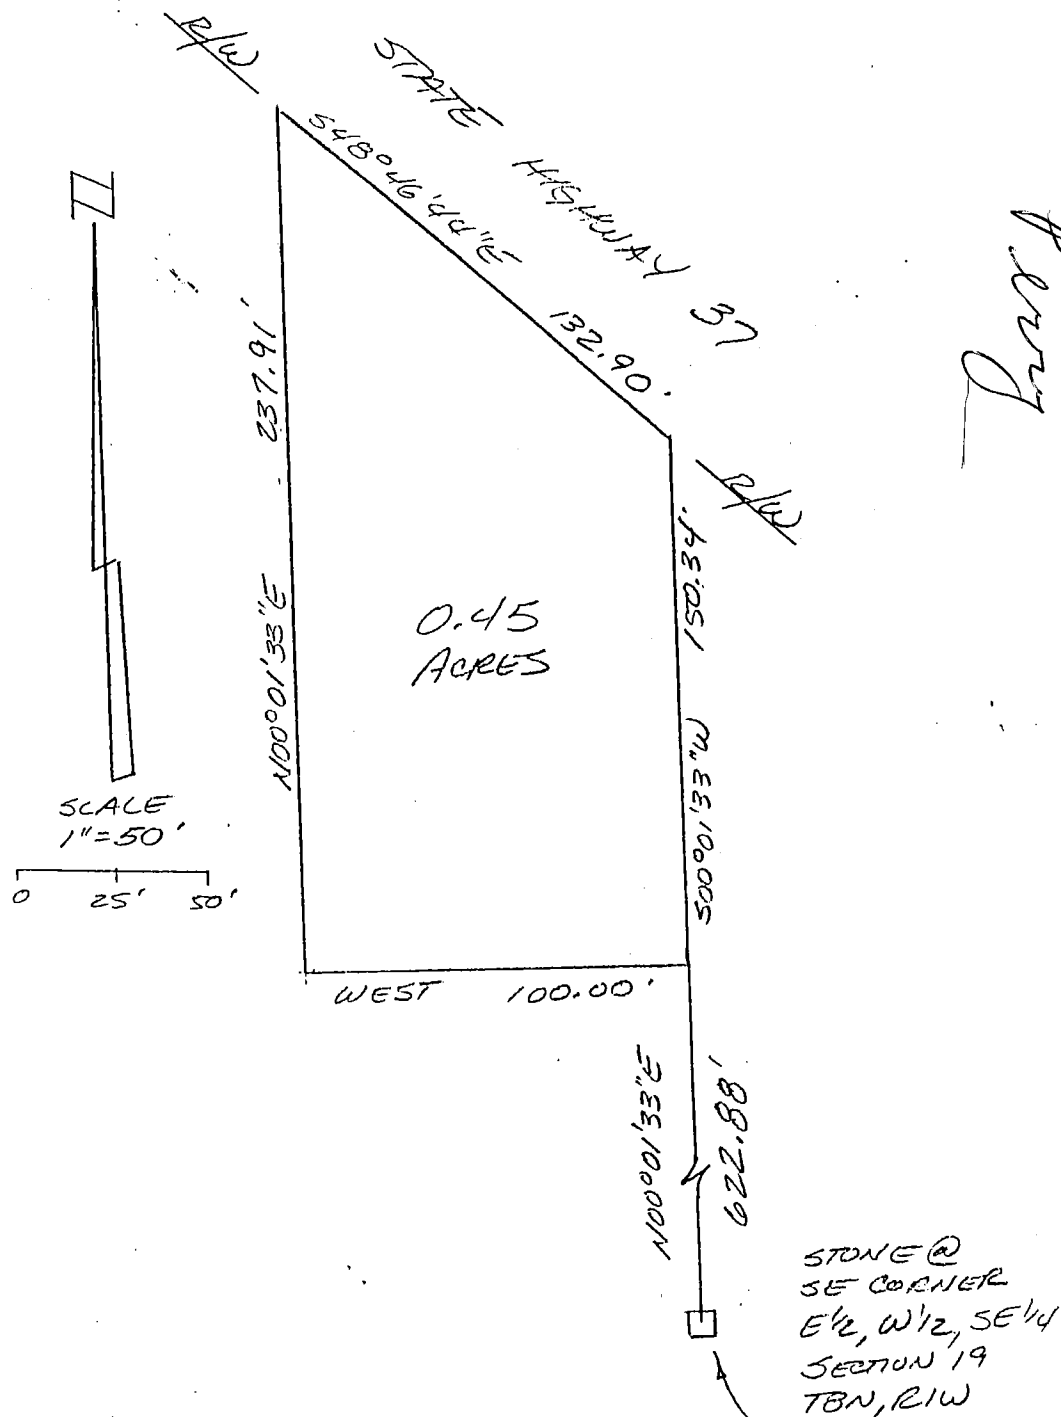 R/W
STATE HIGHWAY 37
S48°46'44"E 132.90'
N
237.91'
N00°01'33"E
0.45
ACRES
150.34'
S00°01'33"W
R/W
SCALE
1"=50'
0 25' 50'
WEST 100.00'
N00°01'33"E
622.88'
STONE @
SE CORNER
E1/2, W1/2, SE1/4
SECTION 19
T8N, R1W